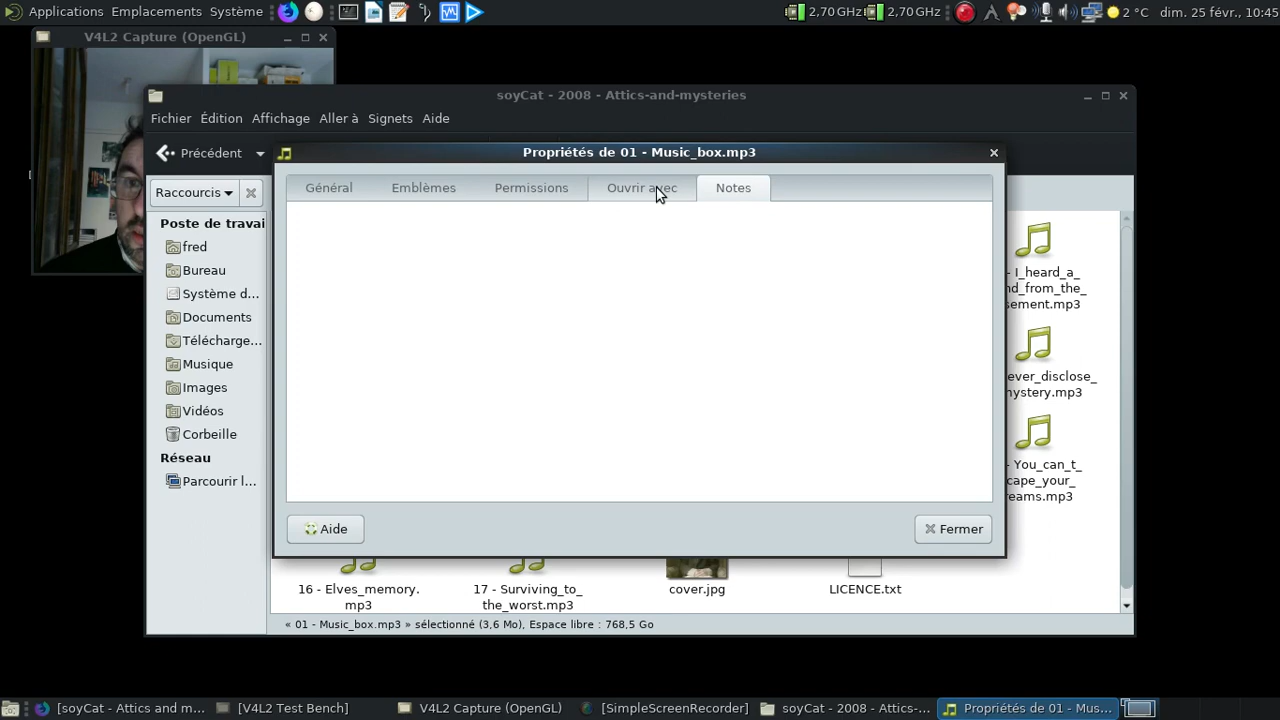 Applications Emplacements Système
2,70 GHz 2,70 GHz 2 °C dim. 25 févr., 10:45
V4L2 Capture (OpenGL)
soyCat - 2008 - Attics-and-mysteries
Fichier Édition Affichage Aller à Signets Aide
Précédent
Propriétés de 01 - Music_box.mp3
Général Emblèmes Permissions Ouvrir avec Notes
Raccourcis
Poste de travai
fred
Bureau
Système d...
Documents
Télécharge...
Musique
Images
Vidéos
Corbeille
Réseau
Parcourir l...
- I_heard_a_
nd_from_the_
sement.mp3
ever_disclose_
mystery.mp3
- You_can_t_
cape_your_
reams.mp3
Aide
Fermer
16 - Elves_memory.
mp3
17 - Surviving_to_
the_worst.mp3
cover.jpg
LICENCE.txt
« 01 - Music_box.mp3 » sélectionné (3,6 Mo), Espace libre : 768,5 Go
[soyCat - Attics and m... [V4L2 Test Bench] V4L2 Capture (OpenGL) [SimpleScreenRecorder] soyCat - 2008 - Attics-... Propriétés de 01 - Mus...